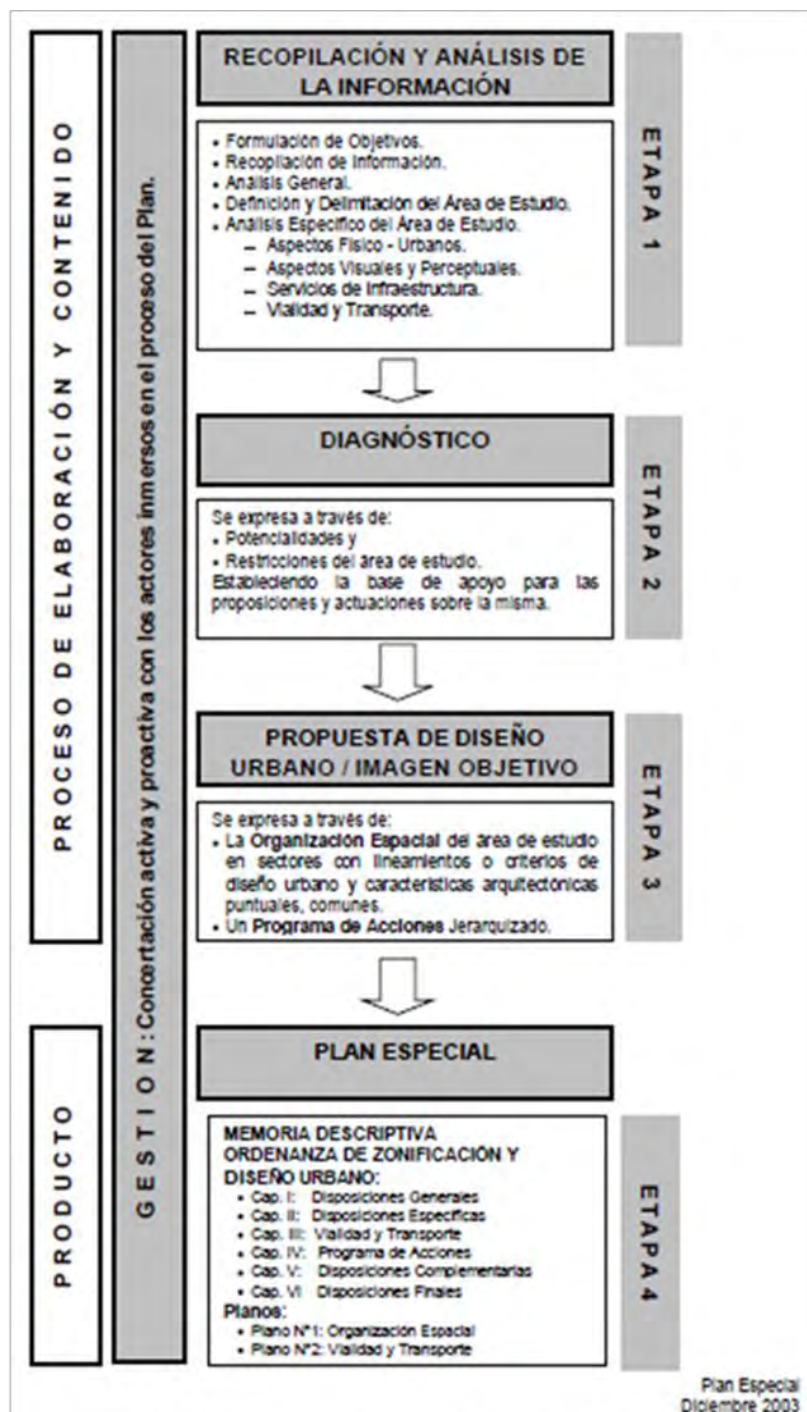 PROCESO DE ELABORACIÓN Y CONTENIDO
PRODUCTO
GESTION: Concertación activa y proactiva con los actores inmersos en el proceso del Plan.
RECOPILACIÓN Y ANÁLISIS DE
LA INFORMACIÓN
• Formulación de Objetivos.
• Recopilación de Información.
• Análisis General.
• Definición y Delimitación del Área de Estudio.
• Análisis Específico del Área de Estudio.
– Aspectos Físico - Urbanos.
– Aspectos Visuales y Perceptuales.
– Servicios de Infraestructura.
– Vialidad y Transporte.
ETAPA 1
DIAGNÓSTICO
Se expresa a través de:
• Potencialidades y
• Restricciones del área de estudio.
Estableciendo la base de apoyo para las
proposiciones y actuaciones sobre la misma.
ETAPA 2
PROPUESTA DE DISEÑO
URBANO / IMAGEN OBJETIVO
Se expresa a través de:
• La Organización Espacial del área de estudio
en sectores con lineamientos o criterios de
diseño urbano y características arquitectónicas
puntuales, comunes.
• Un Programa de Acciones Jerarquizado.
ETAPA 3
PLAN ESPECIAL
MEMORIA DESCRIPTIVA
ORDENANZA DE ZONIFICACIÓN Y
DISEÑO URBANO:
• Cap. I: Disposiciones Generales
• Cap. II: Disposiciones Específicas
• Cap. III: Vialidad y Transporte
• Cap. IV: Programa de Acciones
• Cap. V: Disposiciones Complementarias
• Cap. VI Disposiciones Finales
Planos:
• Plano N°1: Organización Espacial
• Plano N°2: Vialidad y Transporte
ETAPA 4
Plan Especial
Diciembre 2003